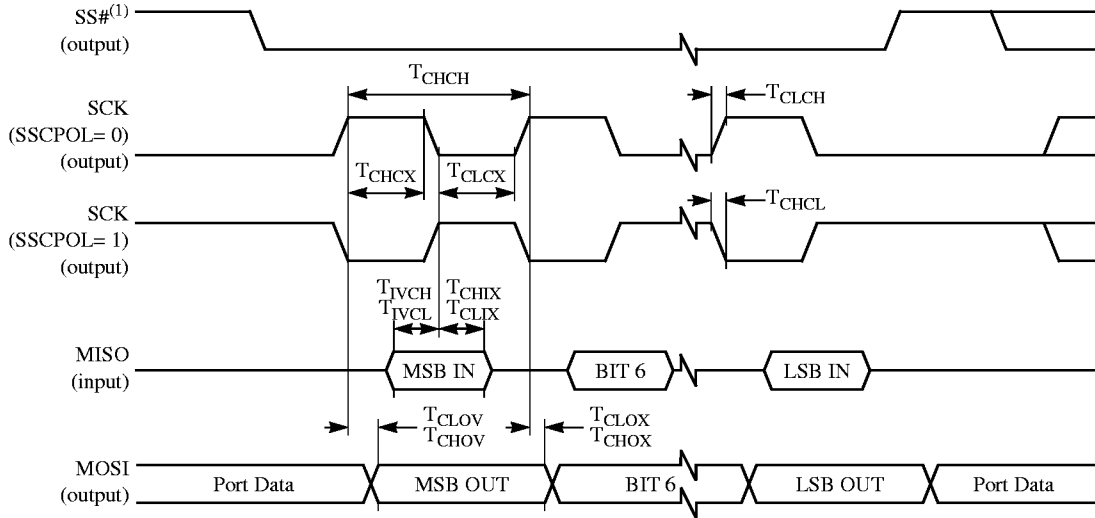 SS#(1)
(output)
TCHCH
TCLCH
SCK
(SSCPOL= 0)
(output)
TCHCX
TCLCX
TCHCL
SCK
(SSCPOL= 1)
(output)
TIVCH
TIVCL
TCHIX
TCLIX
MISO
(input)
MSB IN
BIT 6
LSB IN
TCLOV
TCHOV
TCLOX
TCHOX
MOSI
(output)
Port Data
MSB OUT
BIT 6
LSB OUT
Port Data